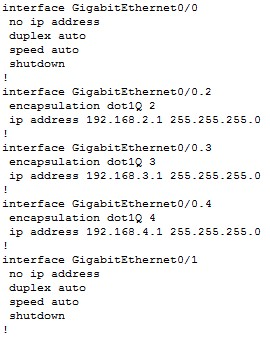 interface GigabitEthernet0/0
no ip address
duplex auto
speed auto
shutdown
!
interface GigabitEthernet0/0.2
encapsulation dot1Q 2
ip address 192.168.2.1 255.255.255.0
!
interface GigabitEthernet0/0.3
encapsulation dot1Q 3
ip address 192.168.3.1 255.255.255.0
!
interface GigabitEthernet0/0.4
encapsulation dot1Q 4
ip address 192.168.4.1 255.255.255.0
!
interface GigabitEthernet0/1
no ip address
duplex auto
speed auto
shutdown
!